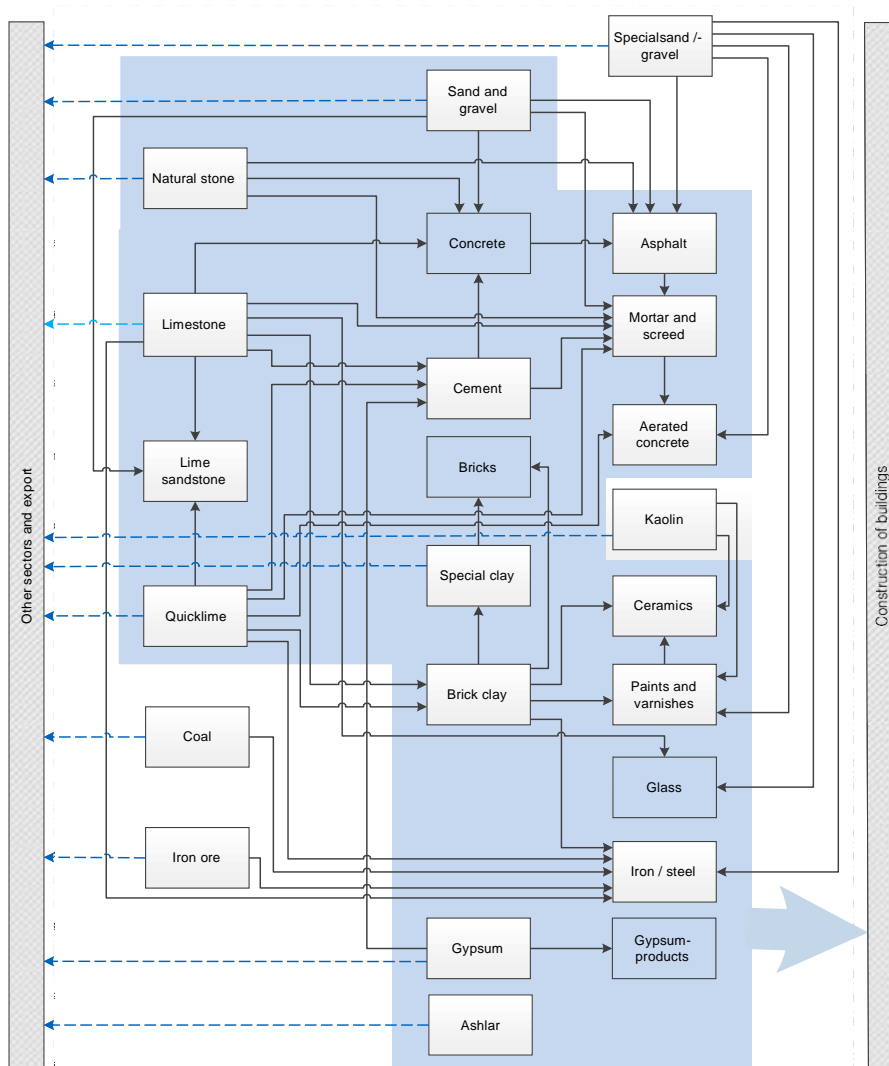 Specialsand /-
gravel
Sand and
gravel
Natural stone
Concrete
Asphalt
Limestone
Mortar and
screed
Cement
Aerated
concrete
Bricks
Lime
sandstone
Kaolin
Special clay
Quicklime
Ceramics
Brick clay
Paints and
varnishes
Coal
Glass
Iron ore
Iron / steel
Gypsum
Gypsum-
products
Ashlar
Other sectors and export
Construction of buildings